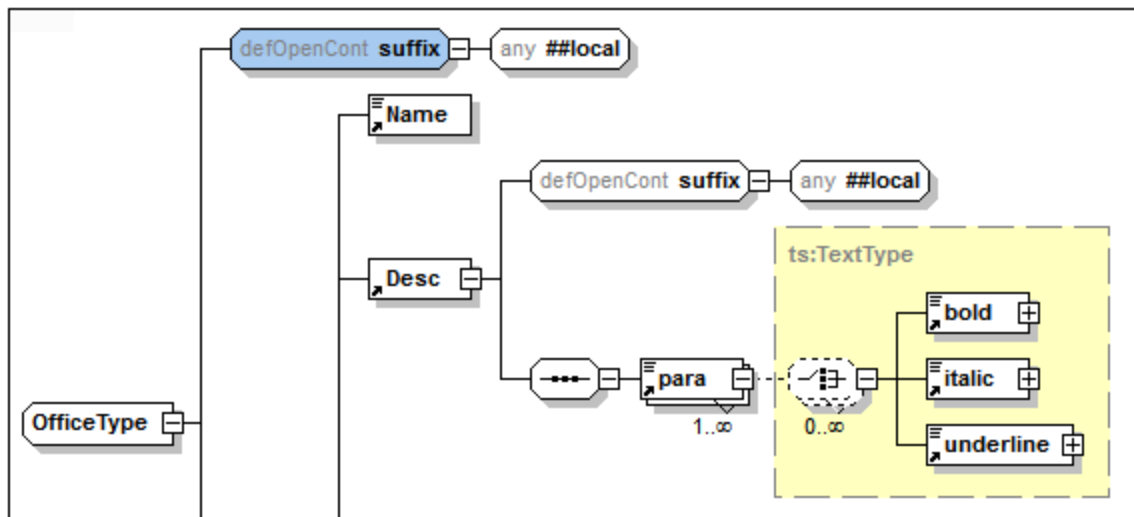 defOpenCont suffix any ##local
Name
defOpenCont suffix any ##local
ts:TextType
Desc
bold
para
italic
1..∞
0..∞
OfficeType
underline